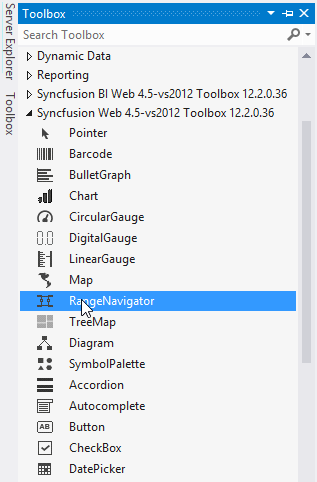 Server Explorer
Toolbox
Toolbox
Search Toolbox
Dynamic Data
Reporting
Syncfusion BI Web 4.5-vs2012 Toolbox 12.2.0.36
Syncfusion Web 4.5-vs2012 Toolbox 12.2.0.36
Pointer
Barcode
BulletGraph
Chart
CircularGauge
DigitalGauge
LinearGauge
Map
RangeNavigator
TreeMap
Diagram
SymbolPalette
Accordion
Autocomplete
AB
Button
CheckBox
DatePicker